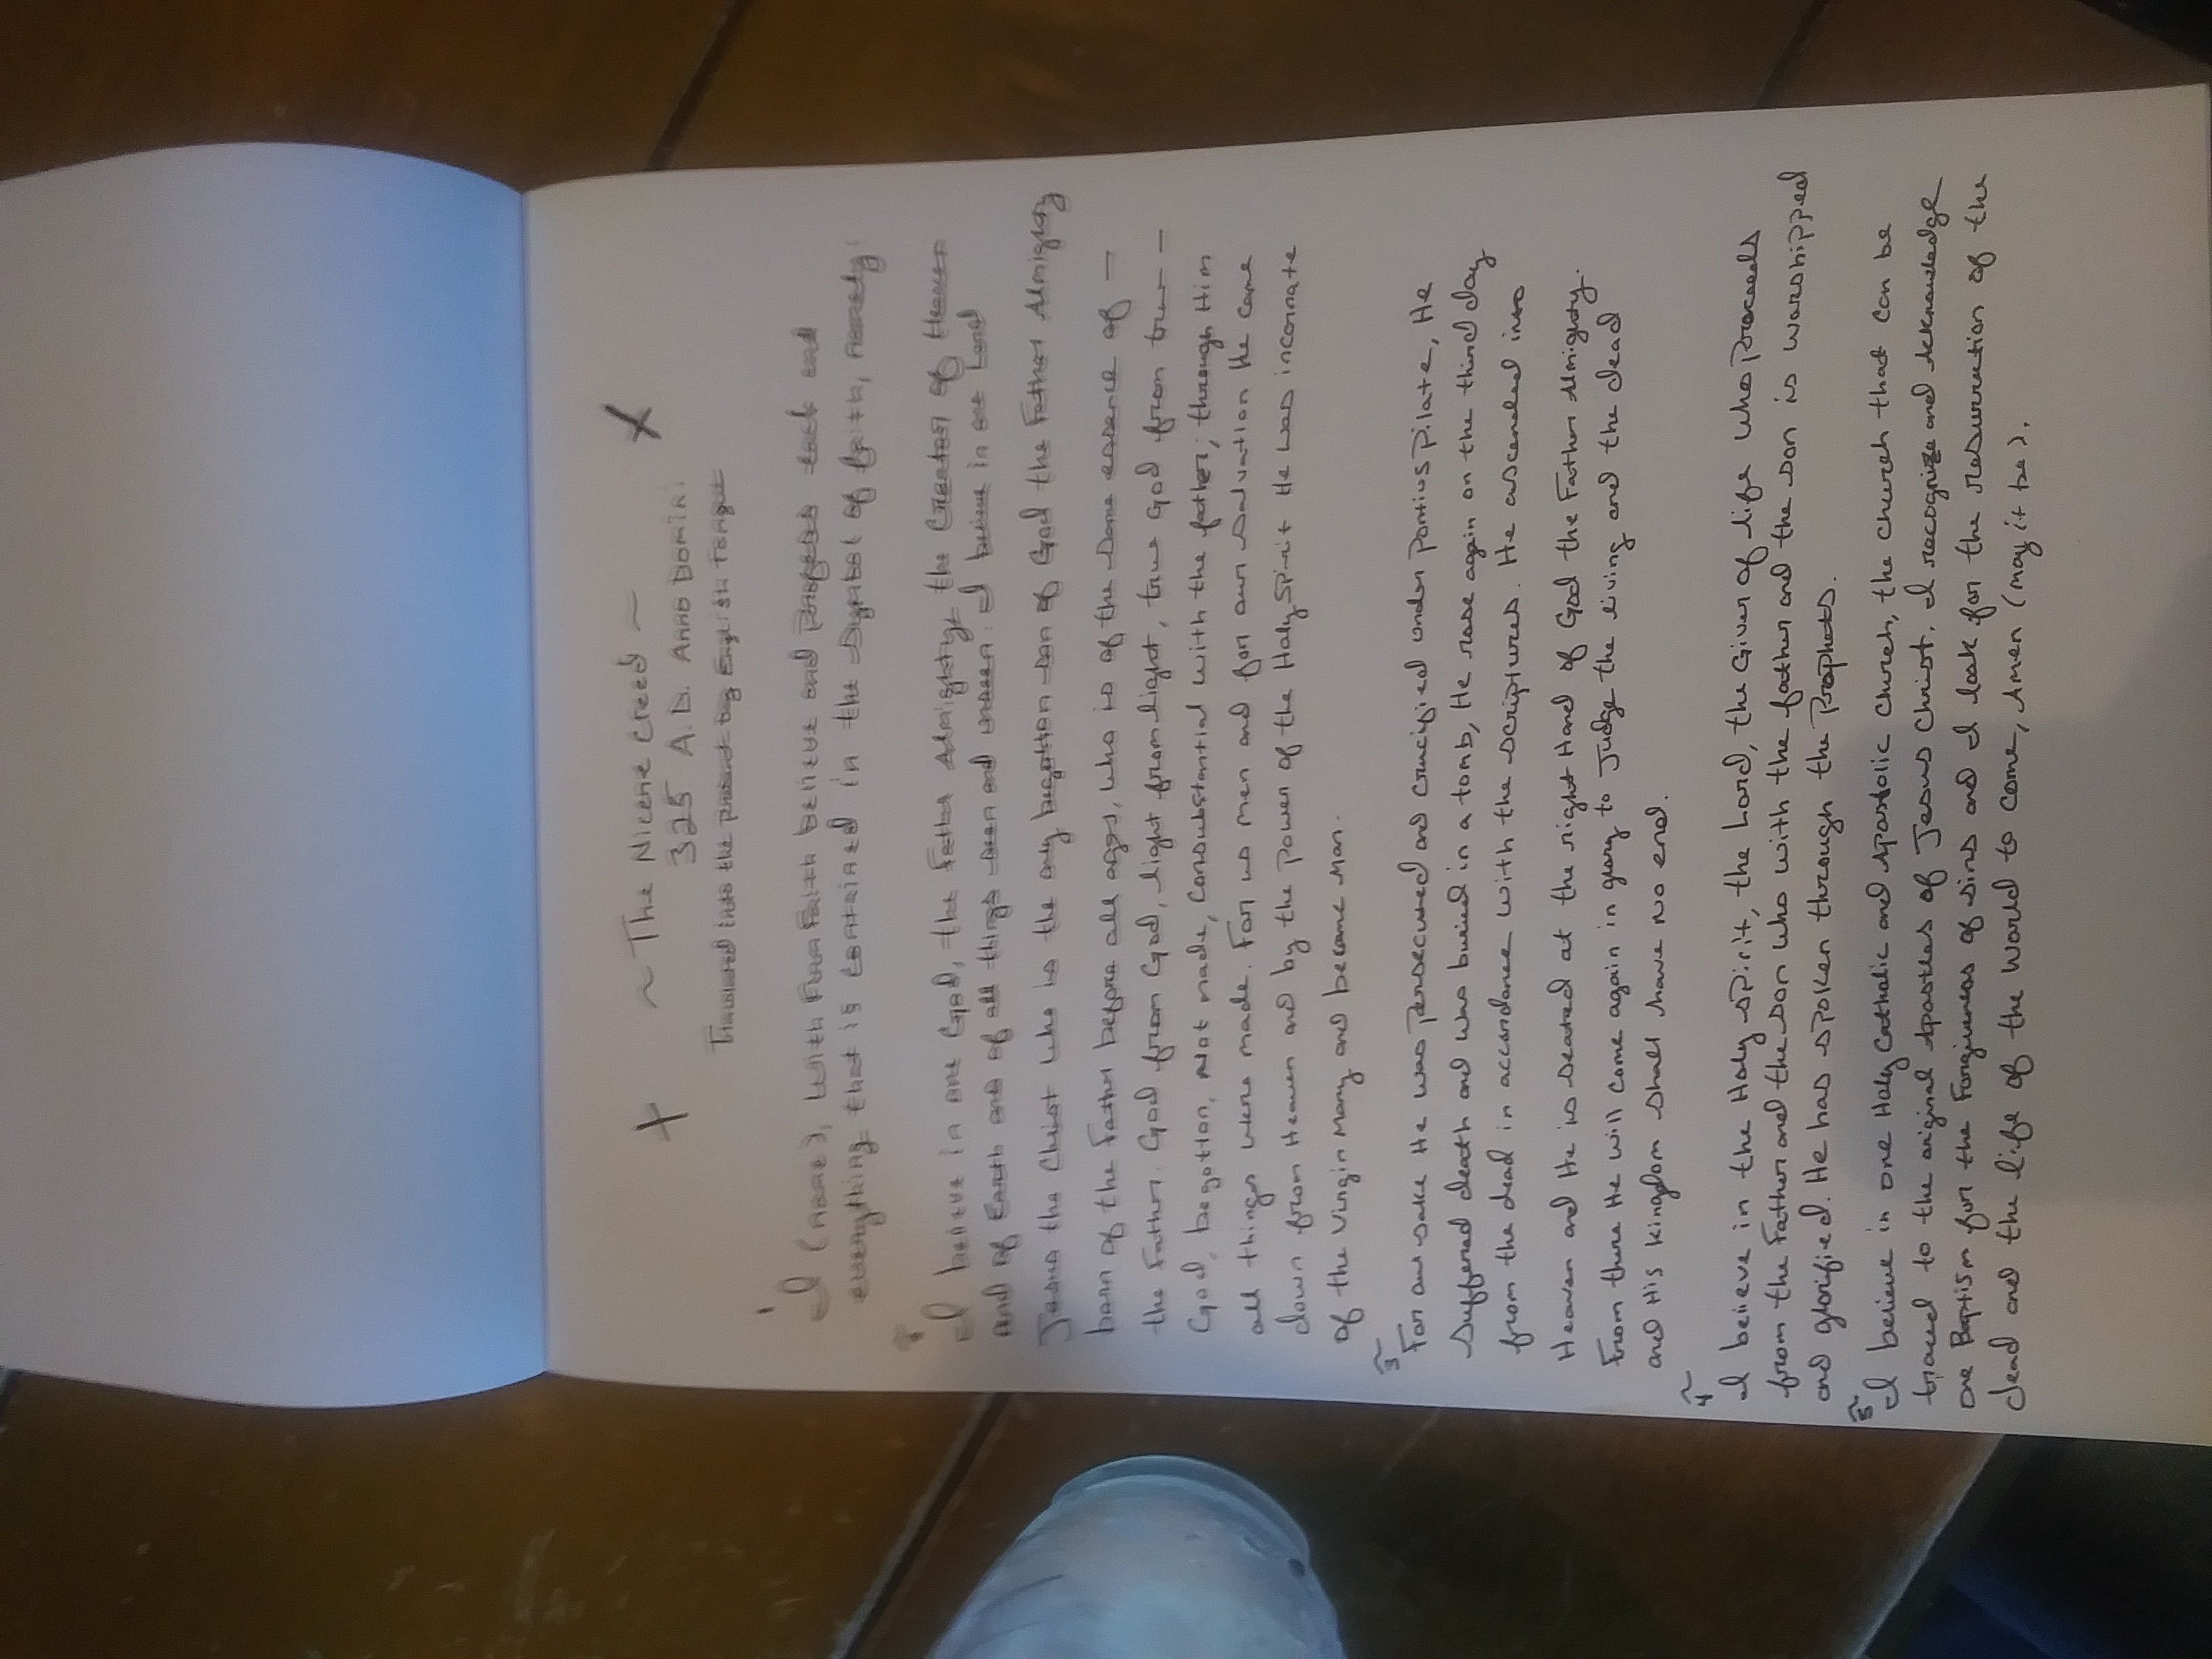 ~ The Nicene Creed ~
325 A.D. Anno Domini
Translated into the present day English Tongue
1
I (name), with Firm Faith believe and profess each and
everything that is contained in the Symbol of faith, namely:
2
I believe in one God, the Father Almighty, the Creator of Heaven
and of Earth and of all things seen and unseen. I believe in one Lord
Jesus the Christ who is the only begotton son of God the Father Almighty
born of the Father before all ages, who is of the same essence of —
the Father. God from God, light from light, true God from true —
God, begotton, Not made, consubstantial with the father; through Him
all things were made. For us men and for our salvation He came
down from Heaven and by the power of the Holy Spirit He was incarnate
of the Virgin Mary and became Man.
3
For our sake He was persecuted and crucified under Pontius Pilate, He
suffered death and was buried in a tomb, He rose again on the third day
from the dead in accordance with the scriptures. He ascended into
Heaven and He is seated at the right Hand of God the Father Almighty.
From there He will come again in glory to Judge the living and the dead
and His kingdom shall have no end.
4
I believe in the Holy Spirit, the Lord, the Giver of life who proceeds
from the Father and the son who with the father and the son is worshipped
and glorified. He has spoken through the Prophets.
5
I believe in one Holy Catholic and Apostolic Church, the church that can be
traced to the original Apostles of Jesus Christ. I recognize and Acknowledge
one Baptism for the Forgiveness of sins and I look for the resurrection of the
dead and the life of the world to come, Amen (may it be).